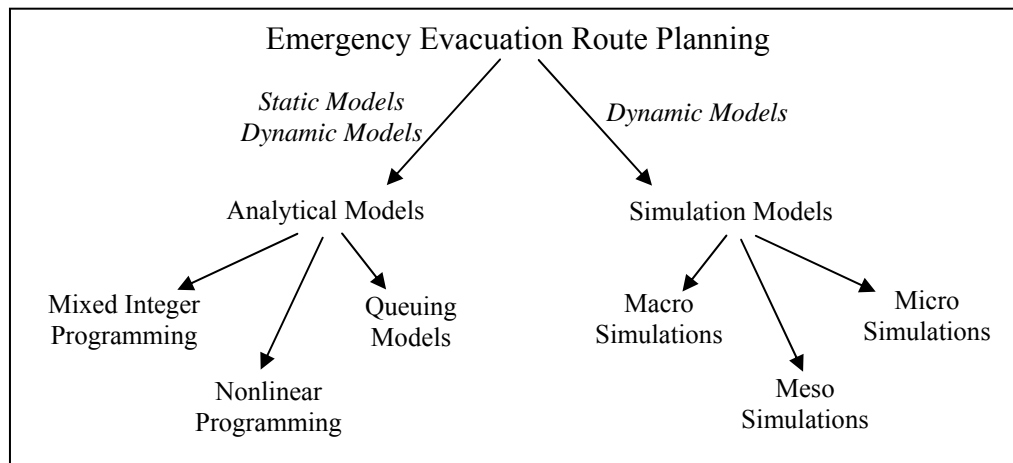 Emergency Evacuation Route Planning
Static Models
Dynamic Models
Dynamic Models
Analytical Models
Simulation Models
Mixed Integer
Programming
Nonlinear
Programming
Queuing
Models
Macro
Simulations
Meso
Simulations
Micro
Simulations